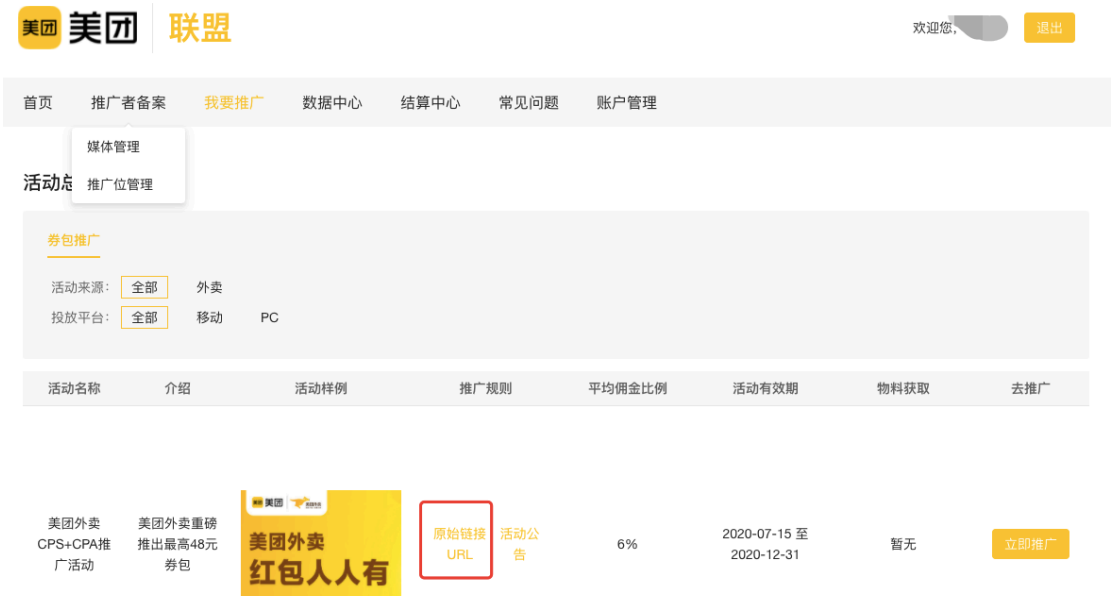 美团 美团 联盟
欢迎您, 退出
首页 推广者备案 我要推广 数据中心 结算中心 常见问题 账户管理
媒体管理
推广位管理
活动总
券包推广
活动来源: 全部 外卖
投放平台: 全部 移动 PC
活动名称 介绍 活动样例 推广规则 平均佣金比例 活动有效期 物料获取 去推广
美团 美团
美团外卖
CPS+CPA推
广活动
美团外卖重磅
推出最高48元
券包
美团外卖
红包人人有
原始链接
URL
活动公
告
6%
2020-07-15 至
2020-12-31
暂无
立即推广